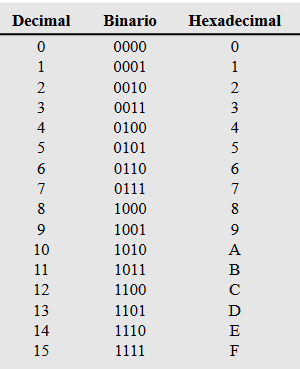 Decimal Binario Hexadecimal
0 0000 0
1 0001 1
2 0010 2
3 0011 3
4 0100 4
5 0101 5
6 0110 6
7 0111 7
8 1000 8
9 1001 9
10 1010 A
11 1011 B
12 1100 C
13 1101 D
14 1110 E
15 1111 F